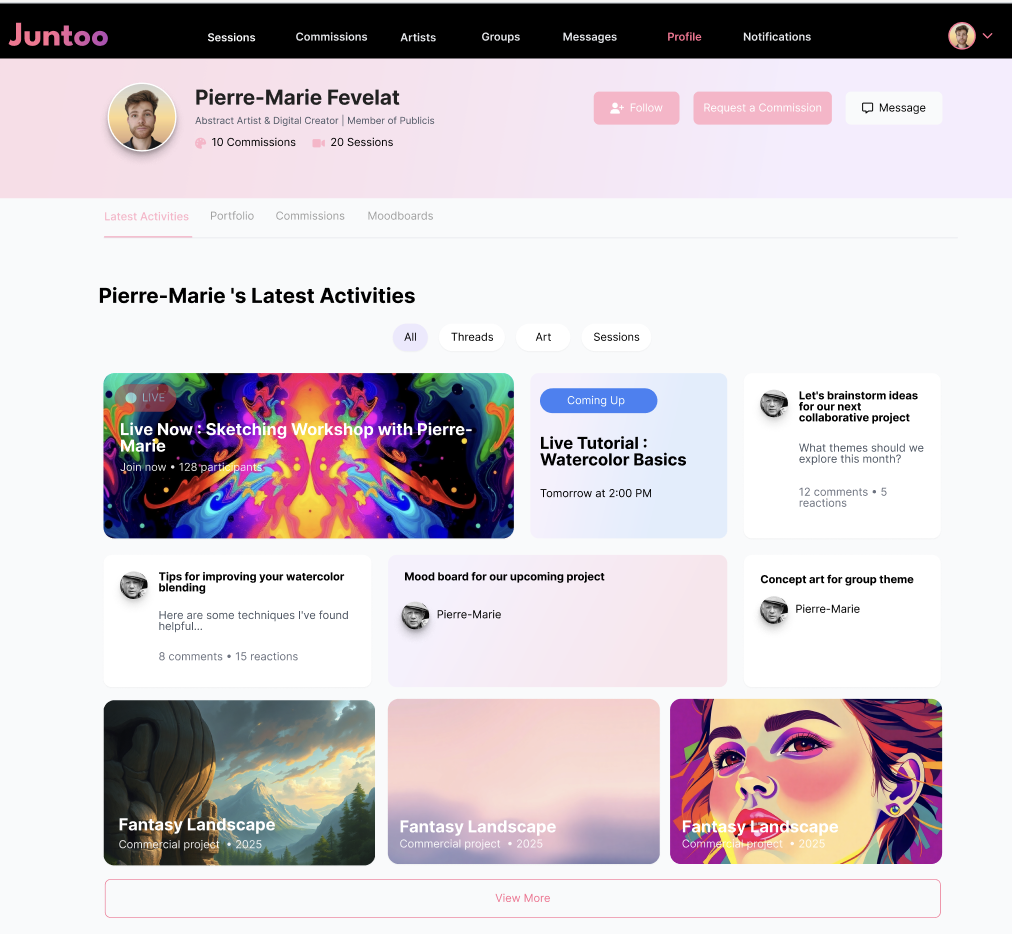 Juntoo
Sessions
Commissions
Artists
Groups
Messages
Profile
Notifications
Pierre-Marie Fevelat
Abstract Artist & Digital Creator | Member of Publicis
10 Commissions
20 Sessions
Follow
Request a Commission
Message
Latest Activities
Portfolio
Commissions
Moodboards
Pierre-Marie 's Latest Activities
All
Threads
Art
Sessions
LIVE
Live Now : Sketching Workshop with Pierre-
Marie
Join now • 128 participants
Coming Up
Live Tutorial :
Watercolor Basics
Tomorrow at 2:00 PM
Let's brainstorm ideas
for our next
collaborative project
What themes should we
explore this month?
12 comments • 5
reactions
Tips for improving your watercolor
blending
Here are some techniques I've found
helpful...
8 comments • 15 reactions
Mood board for our upcoming project
Pierre-Marie
Concept art for group theme
Pierre-Marie
Fantasy Landscape
Commercial project • 2025
Fantasy Landscape
Commercial project • 2025
Fantasy Landscape
Commercial project • 2025
View More